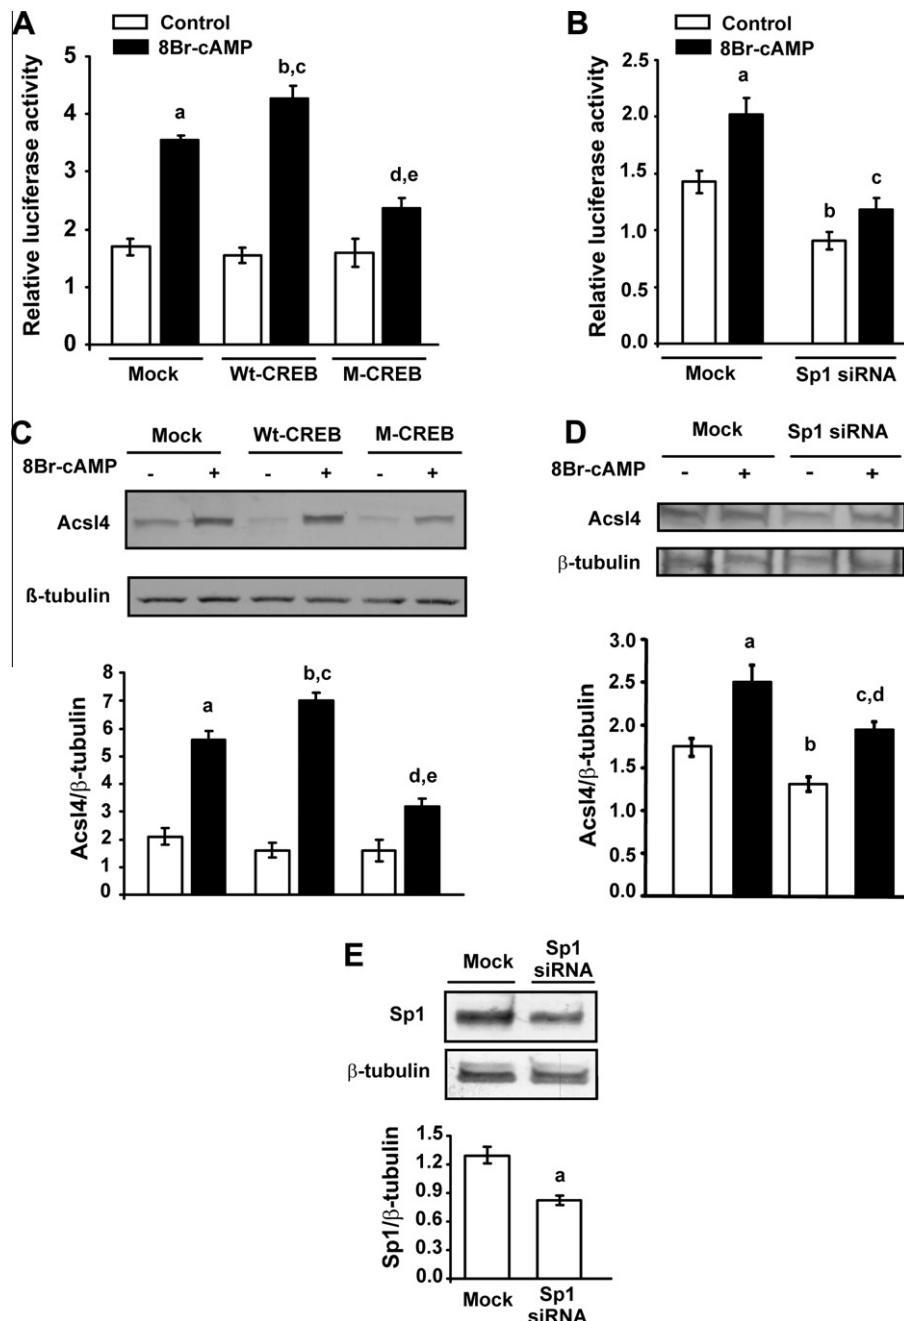 A
Control
8Br-cAMP
Relative luciferase activity
5
4
3
2
1
0
a
b,c
d,e
Mock
Wt-CREB
M-CREB
B
Control
8Br-cAMP
Relative luciferase activity
2.5
2.0
1.5
1.0
0.5
0.0
a
b
c
Mock
Sp1 siRNA
C
Mock
Wt-CREB
M-CREB
8Br-cAMP
- + - + - +
Acsl4
ß-tubulin
Acsl4/β-tubulin
8
7
6
5
4
3
2
1
0
a
b,c
d,e
D
Mock
Sp1 siRNA
8Br-cAMP
- + - +
Acsl4
β-tubulin
Acsl4/β-tubulin
3.0
2.5
2.0
1.5
1.0
0.5
0.0
a
b
c,d
E
Mock
Sp1
siRNA
Sp1
β-tubulin
Sp1/β-tubulin
1.5
1.2
0.9
0.6
0.3
0.0
a
Mock
Sp1
siRNA